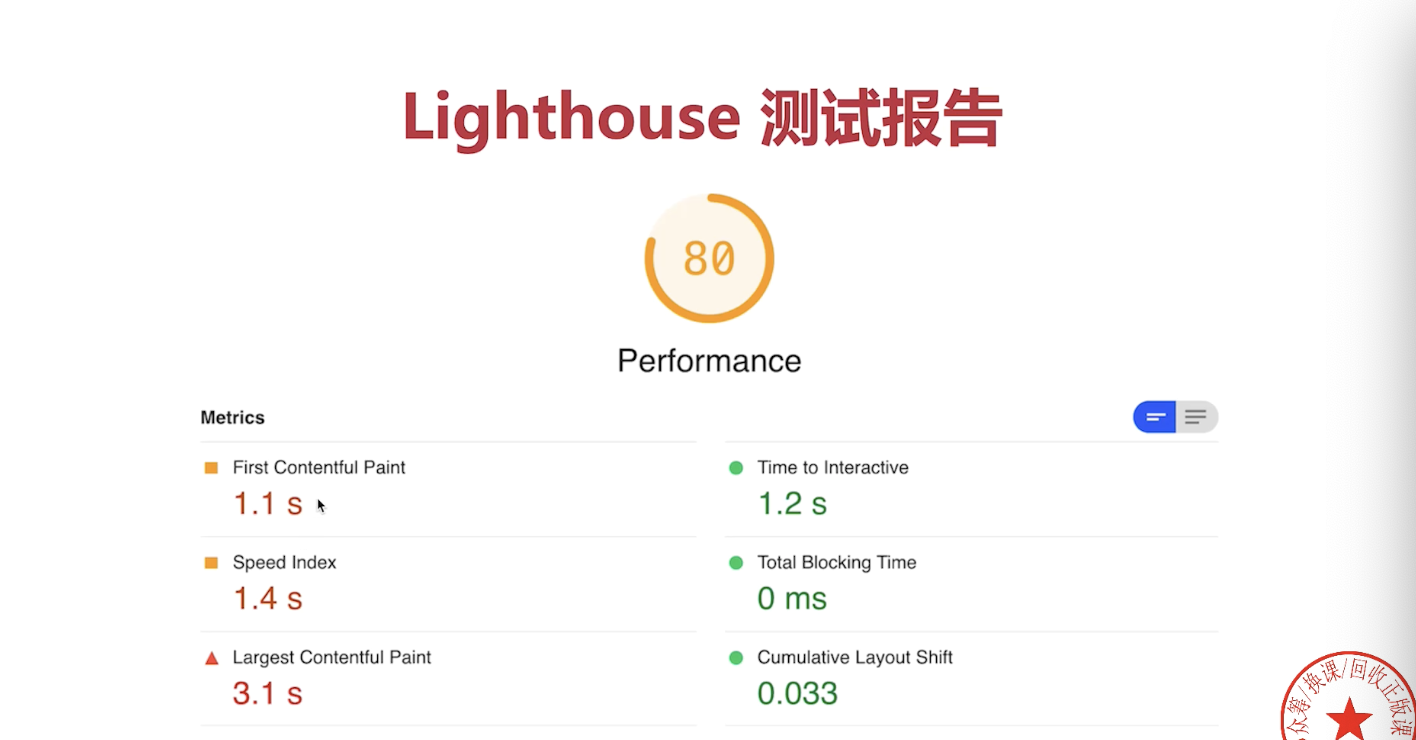 Lighthouse 测试报告
80
Performance
Metrics
First Contentful Paint
1.1 s
Time to Interactive
1.2 s
Speed Index
1.4 s
Total Blocking Time
0 ms
Largest Contentful Paint
3.1 s
Cumulative Layout Shift
0.033
众筹/换课/回收正版课